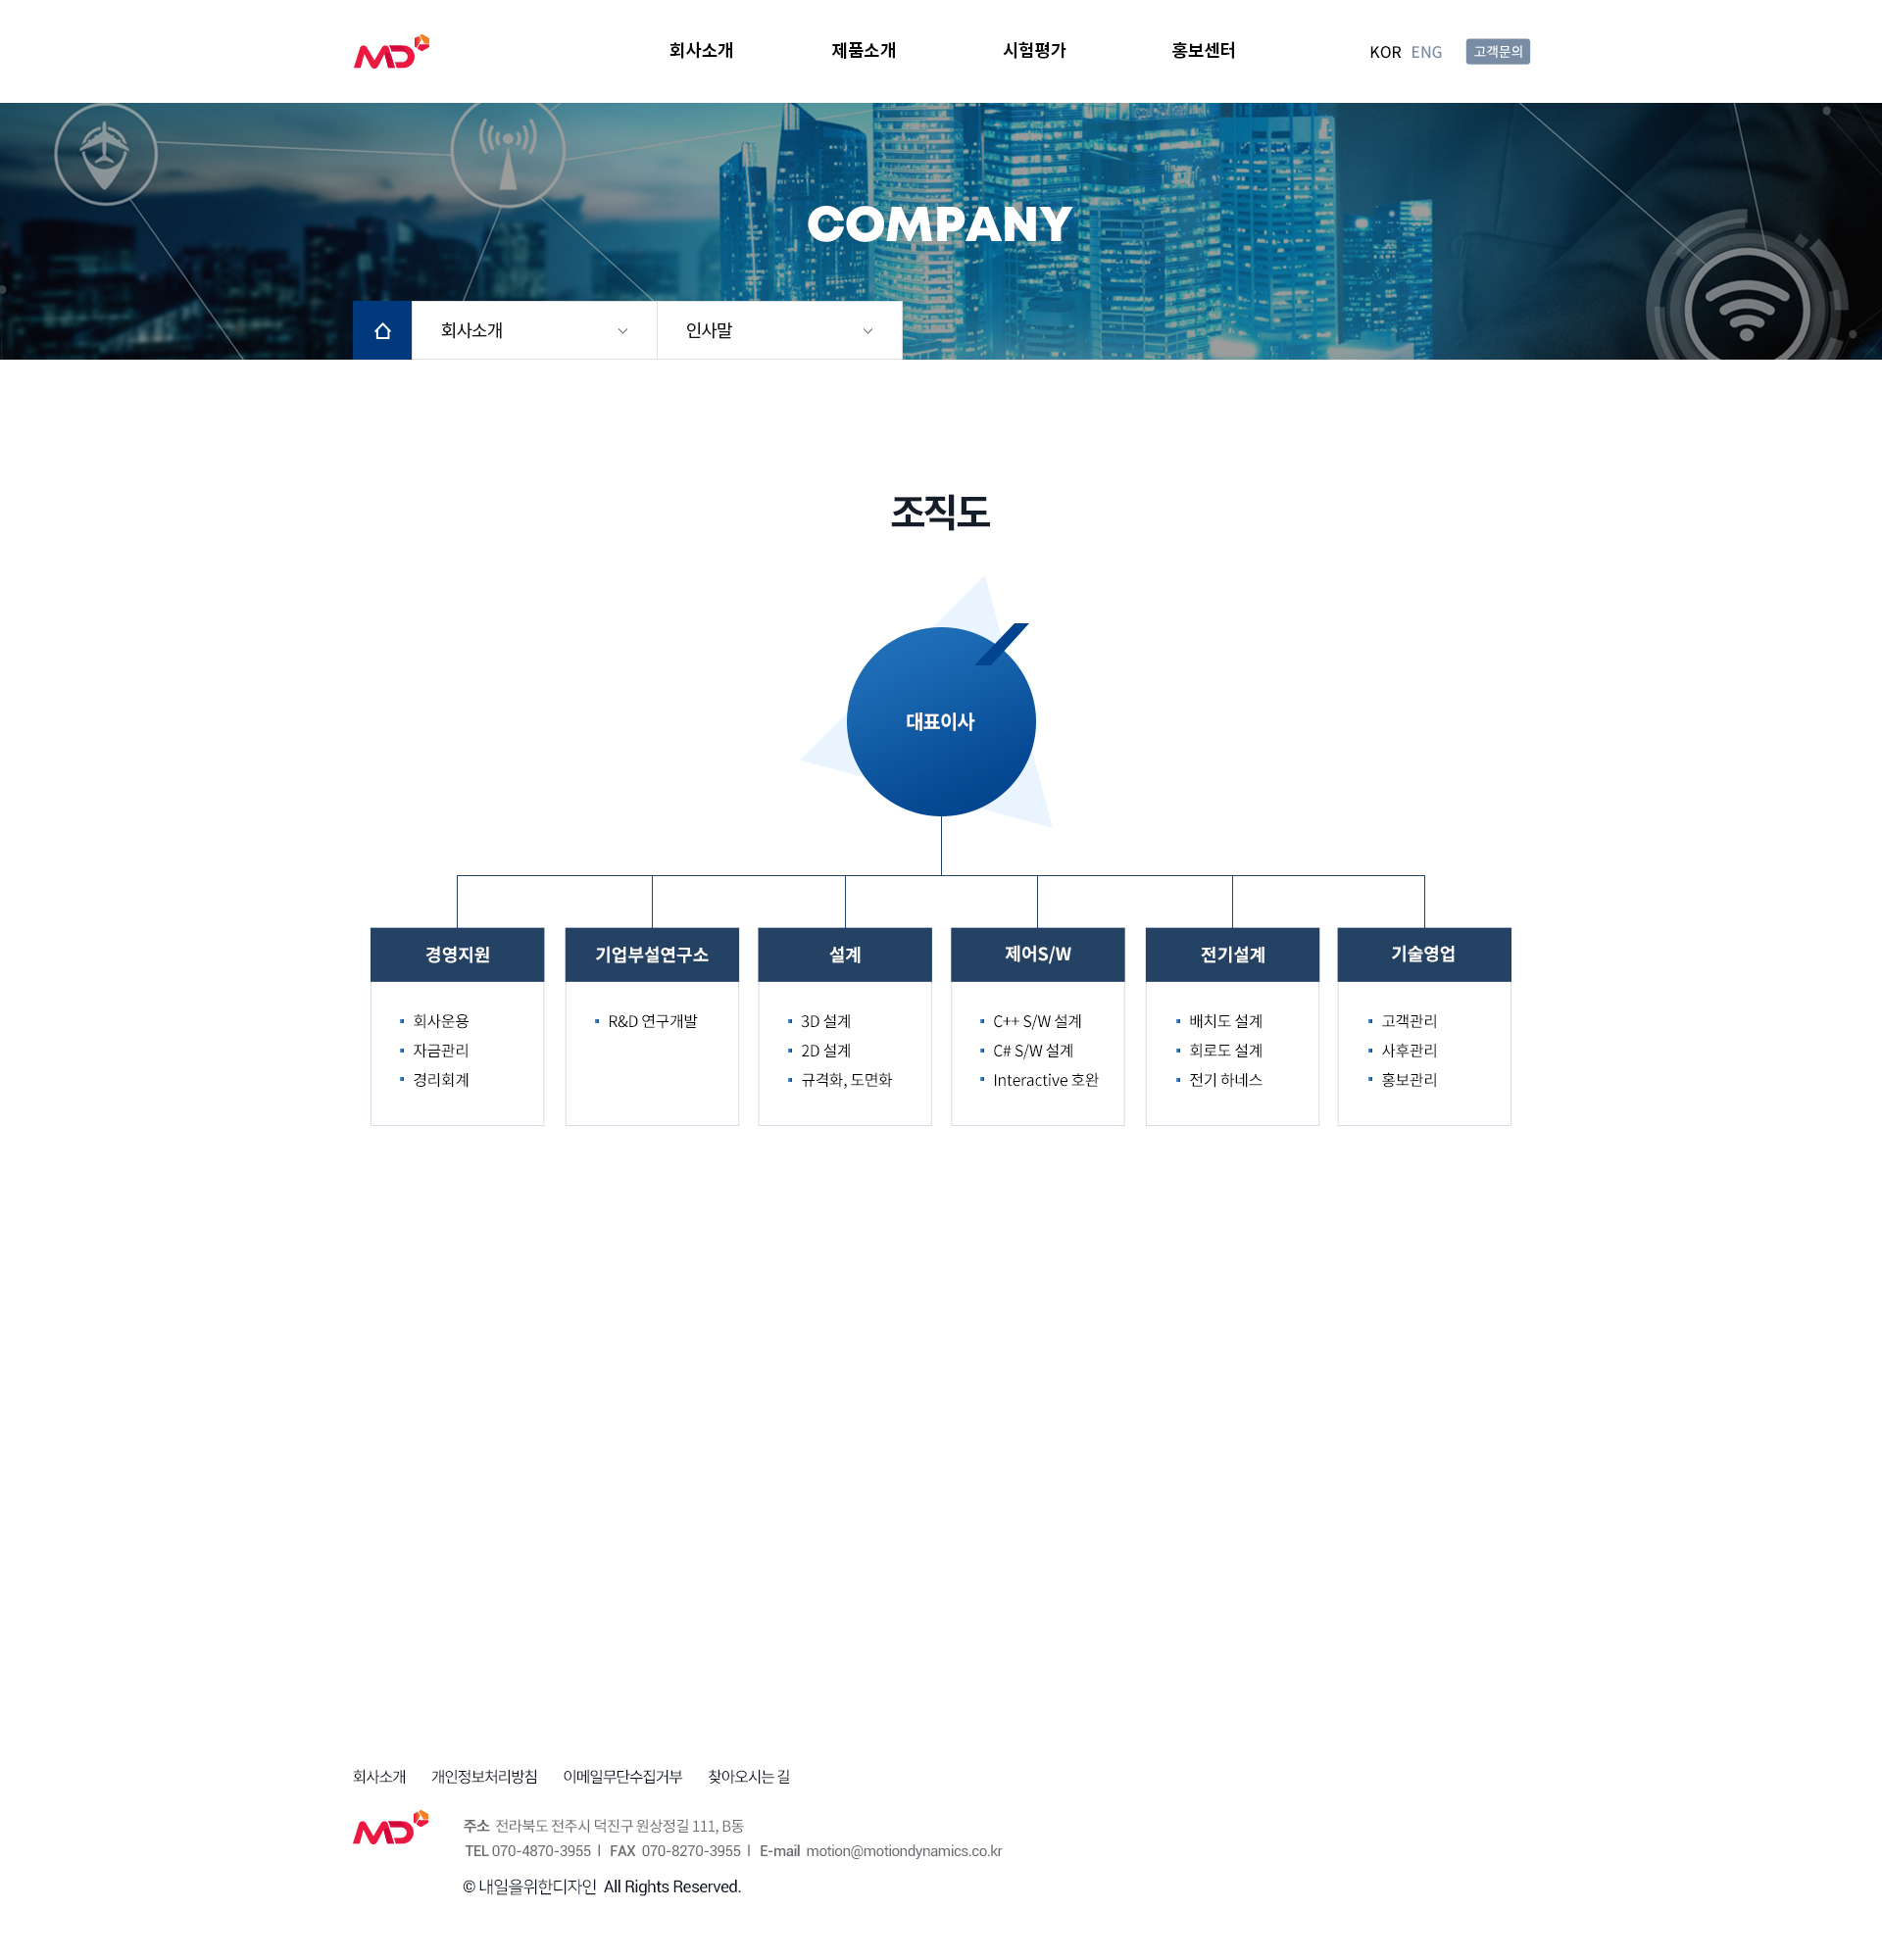 MD
회사소개 제품소개 시험평가 홍보센터 KOR ENG 고객문의
COMPANY
회사소개 인사말
조직도
대표이사
경영지원
회사운용
자금관리
경리회계
기업부설연구소
R&D 연구개발
설계
3D 설계
2D 설계
규격화, 도면화
제어S/W
C++ S/W 설계
C# S/W 설계
Interactive 호완
전기설계
배치도 설계
회로도 설계
전기 하네스
기술영업
고객관리
사후관리
홍보관리
회사소개 개인정보처리방침 이메일무단수집거부 찾아오시는 길
MD
주소 전라북도 전주시 덕진구 원상정길 111, B동
TEL 070-4870-3955 | FAX 070-8270-3955 | E-mail motion@motiondynamics.co.kr
© 내일을위한디자인 All Rights Reserved.